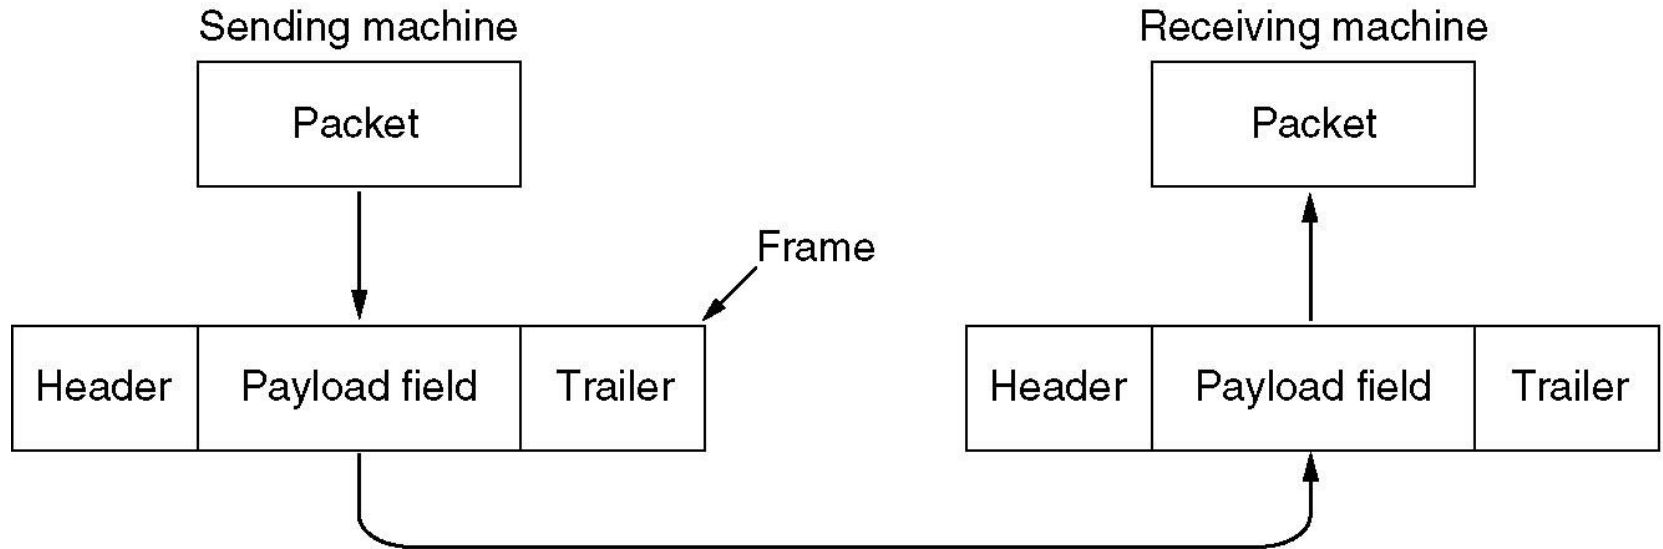 Sending machine
Receiving machine
Packet
Packet
Frame
Header
Payload field
Trailer
Header
Payload field
Trailer